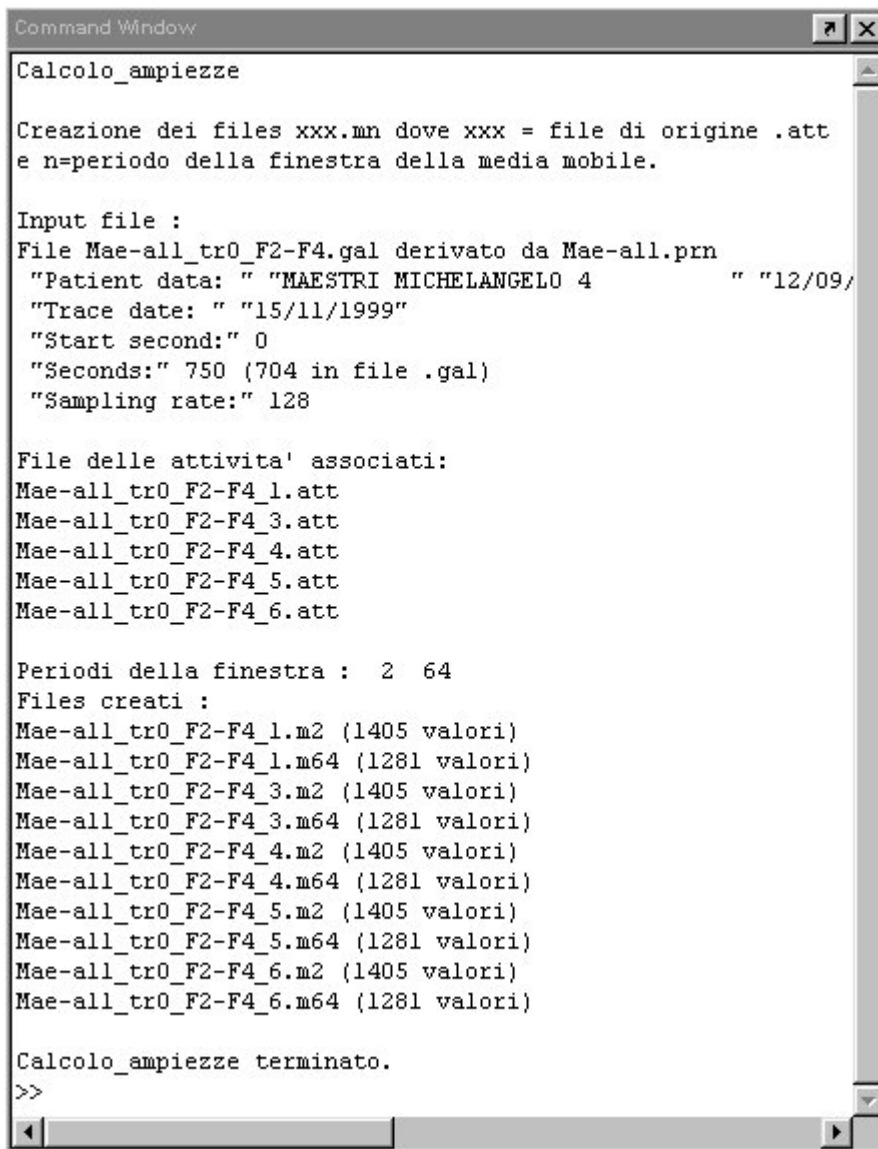 Command Window
Calcolo_ampiezze
Creazione dei files xxx.mn dove xxx = file di origine .att
e n=periodo della finestra della media mobile.
Input file :
File Mae-all_tr0_F2-F4.gal derivato da Mae-all.prn
"Patient data: " "MAESTRI MICHELANGELO 4 " "12/09/
"Trace date: " "15/11/1999"
"Start second:" 0
"Seconds:" 750 (704 in file .gal)
"Sampling rate:" 128
File delle attivita' associati:
Mae-all_tr0_F2-F4_1.att
Mae-all_tr0_F2-F4_3.att
Mae-all_tr0_F2-F4_4.att
Mae-all_tr0_F2-F4_5.att
Mae-all_tr0_F2-F4_6.att
Periodi della finestra :  2  64
Files creati :
Mae-all_tr0_F2-F4_1.m2 (1405 valori)
Mae-all_tr0_F2-F4_1.m64 (1281 valori)
Mae-all_tr0_F2-F4_3.m2 (1405 valori)
Mae-all_tr0_F2-F4_3.m64 (1281 valori)
Mae-all_tr0_F2-F4_4.m2 (1405 valori)
Mae-all_tr0_F2-F4_4.m64 (1281 valori)
Mae-all_tr0_F2-F4_5.m2 (1405 valori)
Mae-all_tr0_F2-F4_5.m64 (1281 valori)
Mae-all_tr0_F2-F4_6.m2 (1405 valori)
Mae-all_tr0_F2-F4_6.m64 (1281 valori)
Calcolo_ampiezze terminato.
>>